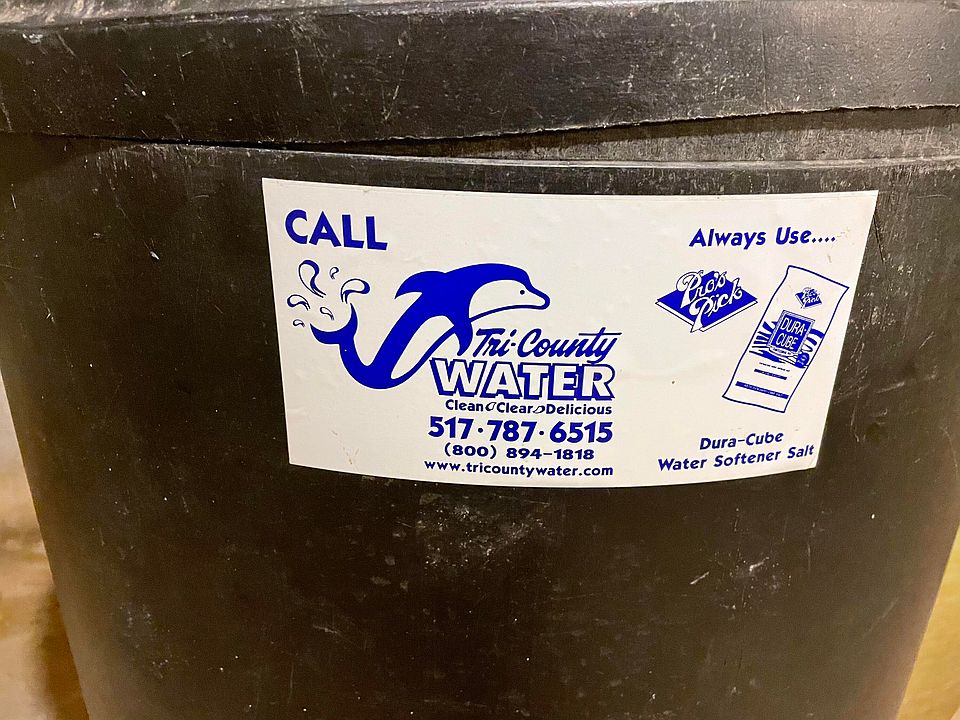 CALL
Tri-County
WATER
Clean Clear Delicious
517·787·6515
(800) 894-1818
www.tricountywater.com
Always Use....
Pro's
Pick
DURA-
CUBE
Dura-Cube
Water Softener Salt